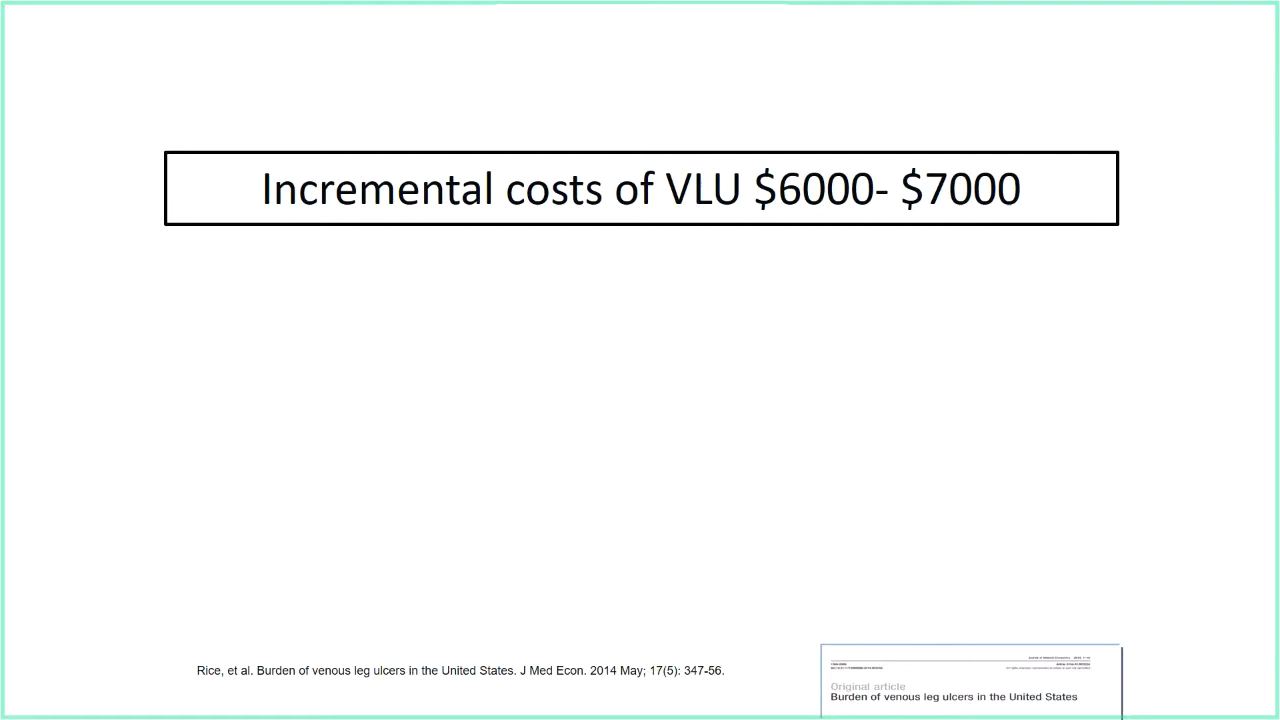 Incremental costs of VLU $6000- $7000
Rice, et al. Burden of venous leg ulcers in the United States. J Med Econ. 2014 May; 17(5): 347-56.
Original article
Burden of venous leg ulcers in the United States